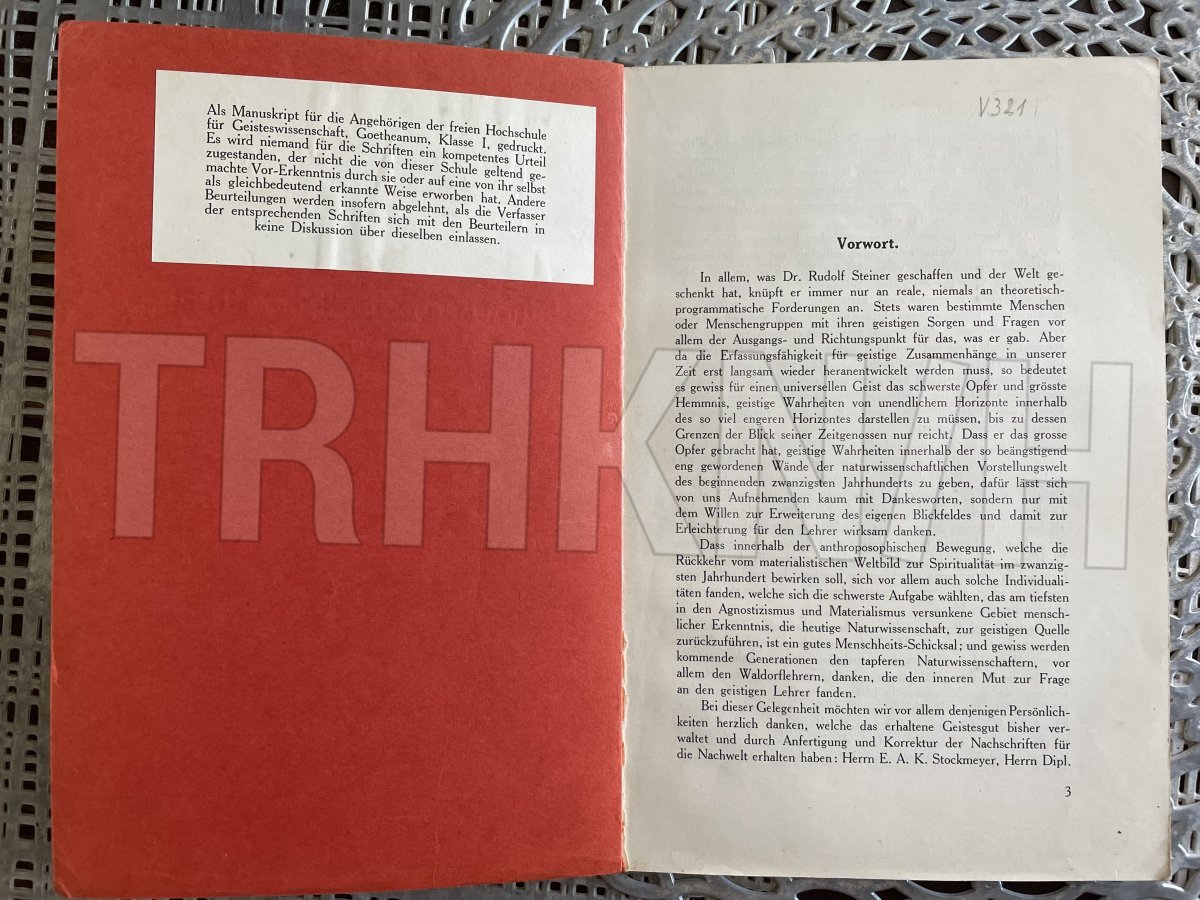 Als Manuskript für die Angehörigen der freien Hochschule
für Geisteswissenschaft, Goetheanum, Klasse I, gedruckt.
Es wird niemand für die Schriften ein kompetentes Urteil
zugestanden, der nicht die von dieser Schule geltend ge-
machte Vor-Erkenntnis durch sie oder auf eine von ihr selbst
als gleichbedeutend erkannte Weise erworben hat. Andere
Beurteilungen werden insofern abgelehnt, als die Verfasser
der entsprechenden Schriften sich mit den Beurteilern in
keine Diskussion über dieselben einlassen.
V321
Vorwort.
In allem, was Dr. Rudolf Steiner geschaffen und der Welt ge-
schenkt hat, knüpft er immer nur an reale, niemals an theoretisch-
programmatische Forderungen an. Stets waren bestimmte Menschen
oder Menschengruppen mit ihren geistigen Sorgen und Fragen vor
allem der Ausgangs- und Richtungspunkt für das, was er gab. Aber
da die Erfassungsfähigkeit für geistige Zusammenhänge in unserer
Zeit erst langsam wieder heranentwickelt werden muss, so bedeutet
es gewiss für einen universellen Geist das schwerste Opfer und grösste
Hemmnis, geistige Wahrheiten von unendlichem Horizonte innerhalb
des so viel engeren Horizontes darstellen zu müssen, bis zu dessen
Grenzen der Blick seiner Zeitgenossen nur reicht. Dass er das grosse
Opfer gebracht hat, geistige Wahrheiten innerhalb der so beängstigend
eng gewordenen Wände der naturwissenschaftlichen Vorstellungswelt
des beginnenden zwanzigsten Jahrhunderts zu geben, dafür lässt sich
von uns Aufnehmenden kaum mit Dankesworten, sondern nur mit
dem Willen zur Erweiterung des eigenen Blickfeldes und damit zur
Erleichterung für den Lehrer wirksam danken.
Dass innerhalb der anthroposophischen Bewegung, welche die
Rückkehr vom materialistischen Weltbild zur Spiritualität im zwanzig-
sten Jahrhundert bewirken soll, sich vor allem auch solche Individuali-
täten fanden, welche sich die schwerste Aufgabe wählten, das am tiefsten
in den Agnostizismus und Materialismus versunkene Gebiet mensch-
licher Erkenntnis, die heutige Naturwissenschaft, zur geistigen Quelle
zurückzuführen, ist ein gutes Menschheits-Schicksal; und gewiss werden
kommende Generationen den tapferen Naturwissenschaftern, vor
allem den Waldorflehrern, danken, die den inneren Mut zur Frage
an den geistigen Lehrer fanden.
Bei dieser Gelegenheit möchten wir vor allem denjenigen Persönlich-
keiten herzlich danken, welche das erhaltene Geistesgut bisher ver-
waltet und durch Anfertigung und Korrektur der Nachschriften für
die Nachwelt erhalten haben: Herrn E. A. K. Stockmeyer, Herrn Dipl.
3